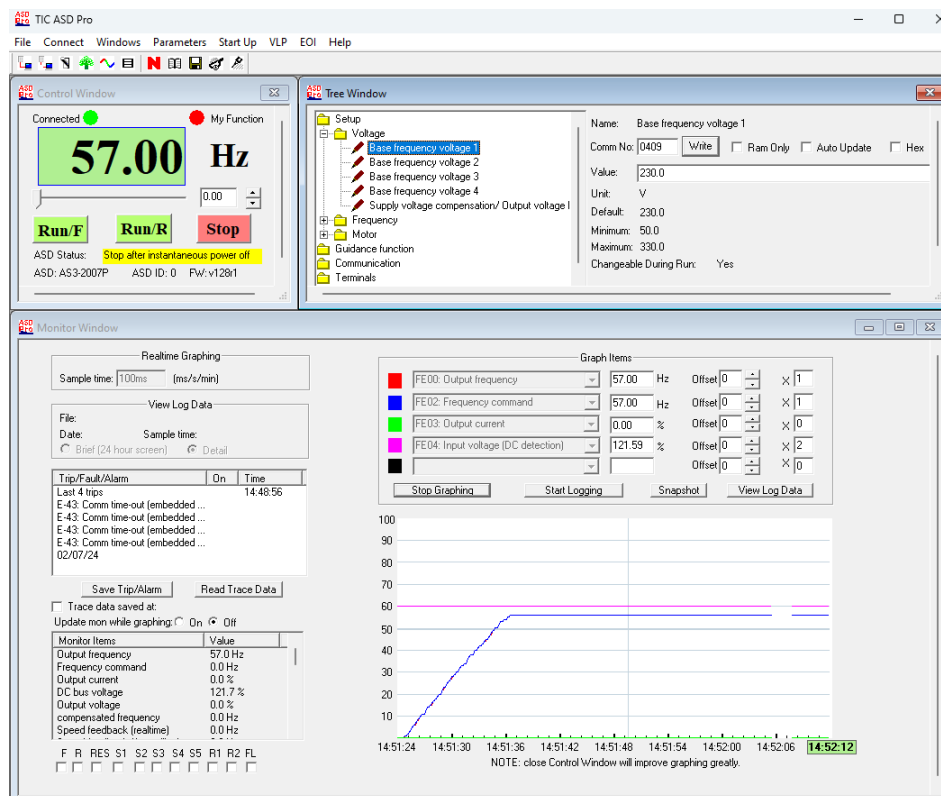 TIC ASD Pro
File Connect Windows Parameters Start Up VLP EOI Help
Control Window
Connected My Function
57.00 Hz
0.00
Run/F Run/R Stop
ASD Status: Stop after instantaneous power off
ASD: AS3-2007P ASD ID: 0 FW: v128r1
Tree Window
Setup
Voltage
Base frequency voltage 1
Base frequency voltage 2
Base frequency voltage 3
Base frequency voltage 4
Supply voltage compensation/ Output voltage l
Frequency
Motor
Guidance function
Communication
Terminals
Name: Base frequency voltage 1
Comm No: 0409 Write Ram Only Auto Update Hex
Value: 230.0
Unit: V
Default: 230.0
Minimum: 50.0
Maximum: 330.0
Changeable During Run: Yes
Monitor Window
Realtime Graphing
Sample time: 100ms (ms/s/min)
View Log Data
File:
Date: Sample time:
Brief (24 hour screen) Detail
Trip/Fault/Alarm On Time
Last 4 trips 14:48:56
E-43: Comm time-out (embedded ...
E-43: Comm time-out (embedded ...
E-43: Comm time-out (embedded ...
E-43: Comm time-out (embedded ...
02/07/24
Save Trip/Alarm Read Trace Data
Trace data saved at:
Update mon while graphing: On Off
Monitor Items Value
Output frequency 57.0 Hz
Frequency command 0.0 Hz
Output current 0.0 %
DC bus voltage 121.7 %
Output voltage 0.0 %
compensated frequency 0.0 Hz
Speed feedback (realtime) 0.0 Hz
F R RES S1 S2 S3 S4 S5 R1 R2 FL
Graph Items
FE00: Output frequency 57.00 Hz Offset 0 X 1
FE02: Frequency command 57.00 Hz Offset 0 X 1
FE03: Output current 0.00 % Offset 0 X 0
FE04: Input voltage (DC detection) 121.59 % Offset 0 X 2
Offset 0 X 0
Stop Graphing Start Logging Snapshot View Log Data
100
90
80
70
60
50
40
30
20
10
14:51:24 14:51:30 14:51:36 14:51:42 14:51:48 14:51:54 14:52:00 14:52:06 14:52:12
NOTE: close Control Window will improve graphing greatly.